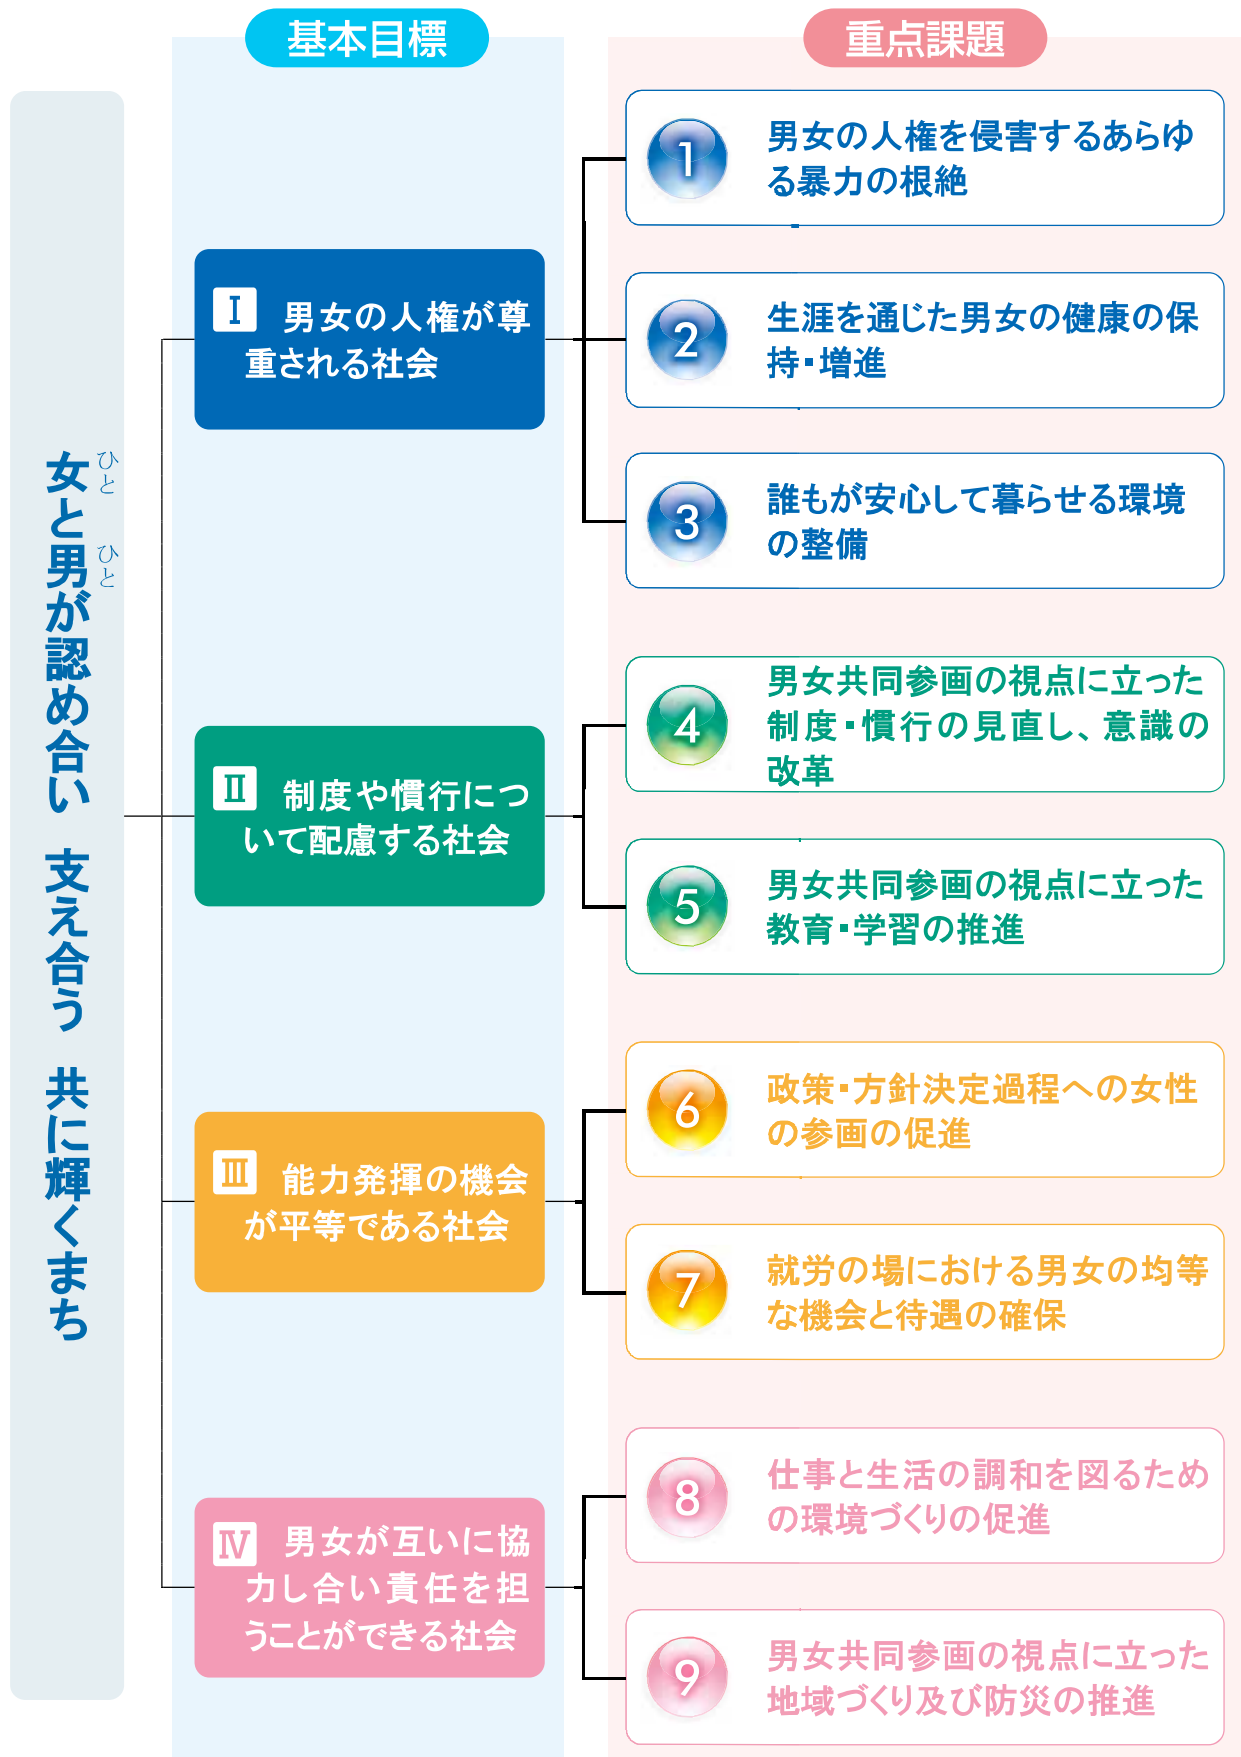 基本目標
重点課題
女と男が認め合い　支え合う　共に輝くまち
ひと
ひと
Ⅰ 男女の人権が尊
重される社会
1
男女の人権を侵害するあらゆ
る暴力の根絶
2
生涯を通じた男女の健康の保
持・増進
3
誰もが安心して暮らせる環境
の整備
Ⅱ 制度や慣行につ
いて配慮する社会
4
男女共同参画の視点に立った
制度・慣行の見直し、意識の
改革
5
男女共同参画の視点に立った
教育・学習の推進
Ⅲ 能力発揮の機会
が平等である社会
6
政策・方針決定過程への女性
の参画の促進
7
就労の場における男女の均等
な機会と待遇の確保
Ⅳ 男女が互いに協
力し合い責任を担
うことができる社会
8
仕事と生活の調和を図るため
の環境づくりの促進
9
男女共同参画の視点に立った
地域づくり及び防災の推進